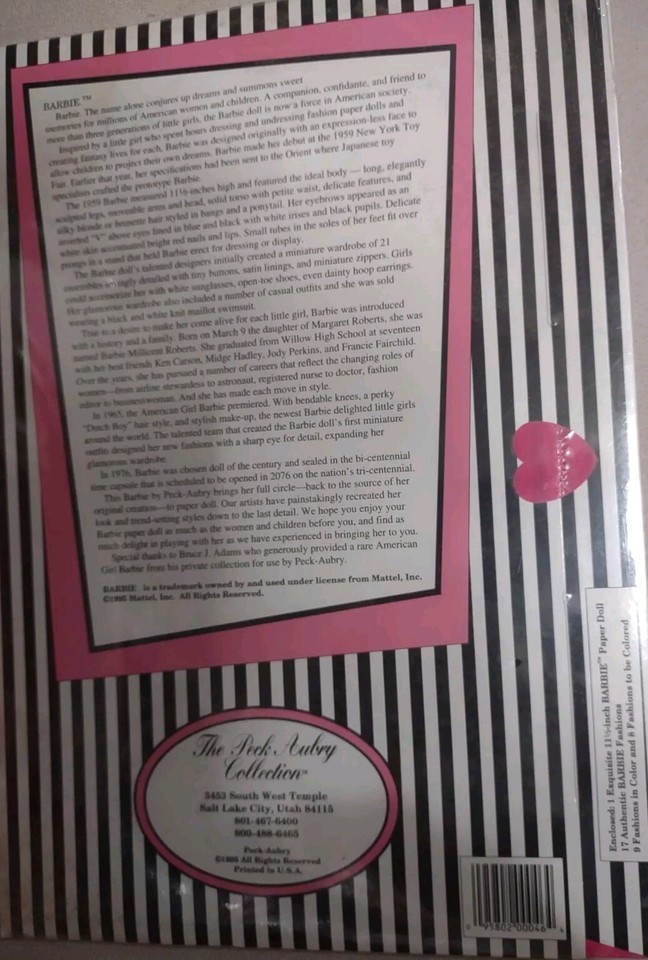 BARBIE.™
Barbie. The name alone conjures up dreams and summons sweet
memories for millions of American women and children. A companion, confidante, and friend to
more than three generations of little girls, the Barbie doll is now a force in American society.
Inspired by a little girl who spent hours dressing and undressing fashion paper dolls and
creating fantasy lives for each, Barbie was designed originally with an expression-less face to
allow children to project their own dreams. Barbie made her debut at the 1959 New York Toy
Fair. Earlier that year, her specifications had been sent to the Orient where Japanese toy
specialists crafted the prototype Barbie.
The 1959 Barbie measured 11½-inches high and featured the ideal body — long, elegantly
sculpted legs, moveable arms and head, solid torso with petite waist, delicate features, and
silky blonde or brunette hair styled in bangs and a ponytail. Her eyebrows appeared an
inverted "V" above eyes lined in blue and black with white irises and black pupils. Delicate
white skin accentuated bright red nails and lips. Small tubes in the soles of her feet fit over
prongs in a stand that held Barbie erect for dressing or display.
The Barbie doll's talented designers initially created a miniature wardrobe of 21
ensembles amazingly detailed with tiny buttons, satin linings, and miniature zippers. Girls
could accessorize her with white sunglasses, open-toe shoes, even dainty hoop earrings.
Her glamorous wardrobe also included a number of casual outfits and she was sold
wearing a black and white knit maillot swimsuit.
True to a desire to make her come alive for each little girl, Barbie was introduced
with a history and a family. Born on March 9 the daughter of Margaret Roberts, she was
named Barbie Millicent Roberts. She graduated from Willow High School at seventeen
with her best friends Ken Carson, Midge Hadley, Jody Perkins, and Francie Fairchild.
Over the years, she has pursued a number of careers that reflect the changing roles of
women—from airline stewardess to astronaut, registered nurse to doctor, fashion
editor to businesswoman. And she has made each move in style.
In 1965, the American Girl Barbie premiered. With bendable knees, a perky
"Dutch Boy" hair style, and stylish make-up, the newest Barbie delighted little girls
around the world. The talented team that created the Barbie doll's first miniature
outfits designed her new fashions with a sharp eye for detail, expanding her
glamorous wardrobe.
In 1976, Barbie was chosen doll of the century and sealed in the bi-centennial
time capsule that is scheduled to be opened in 2076 on the nation's tri-centennial.
This Barbie by Peck-Aubry brings her full circle—back to the source of her
original creation—to paper doll. Our artists have painstakingly recreated her
look and trend-setting styles down to the last detail. We hope you enjoy your
Barbie paper doll as much as the women and children before you, and find as
much delight in playing with her as we have experienced in bringing her to you.
Special thanks to Bruce J. Adams who generously provided a rare American
Girl Barbie from his private collection for use by Peck-Aubry.
BARBIE is a trademark owned by and used under license from Mattel, Inc.
©1995 Mattel, Inc. All Rights Reserved.
The Peck Aubry
Collection™
3453 South West Temple
Salt Lake City, Utah 84115
801-467-6400
800-488-6465
Peck-Aubry
©1995 All Rights Reserved
Printed in U.S.A.
Enclosed: 1 Exquisite 11½-inch BARBIE™ Paper Doll
17 Authentic BARBIE Fashions
9 Fashions in Color and 8 Fashions to be Colored
0 95802 00046 4